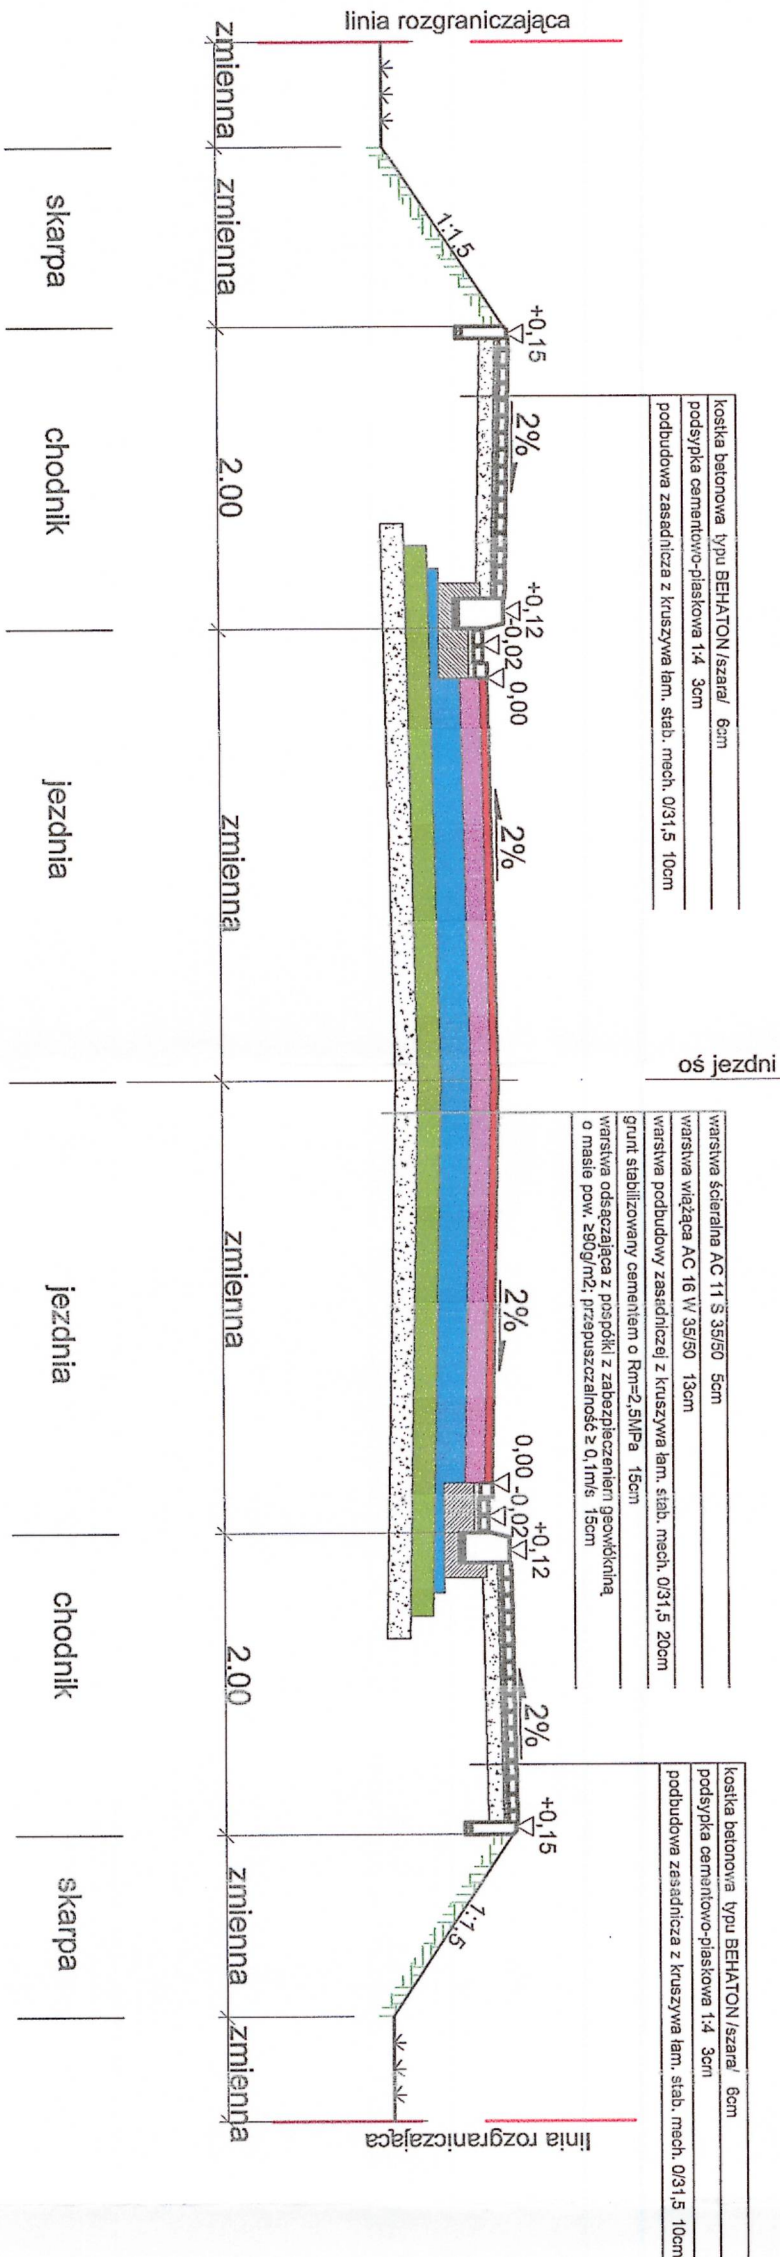 linia rozgraniczająca
kostka betonowa typu BEHATON /szara/ 6cm
podsypka cementowo-piaskowa 1:4 3cm
podbudowa zasadnicza z kruszywa łam. stab. mech. 0/31,5 10cm
oś jezdni
warstwa ścieralna AC 11 S 35/50 5cm
warstwa wiążąca AC 16 W 35/50 13cm
warstwa podbudowy zasadniczej z kruszywa łam. stab. mech. 0/31,5 20cm
grunt stabilizowany cementem o Rm=2,5MPa 15cm
warstwa odsączająca z pospółki z zabezpieczeniem geowłókniną
o masie pow. ≥90g/m2; przepuszczalność ≥ 0,1m/s 15cm
kostka betonowa typu BEHATON /szara/ 6cm
podsypka cementowo-piaskowa 1:4 3cm
podbudowa zasadnicza z kruszywa łam. stab. mech. 0/31,5 10cm
linia rozgraniczająca
1:1,5
+0,15
2%
+0,12
-0,02
0,00
2%
2%
0,00
-0,02
+0,12
2%
+0,15
1:1,5
zmienna
zmienna
2.00
zmienna
zmienna
2.00
zmienna
zmienna
skarpa
chodnik
jezdnia
jezdnia
chodnik
skarpa